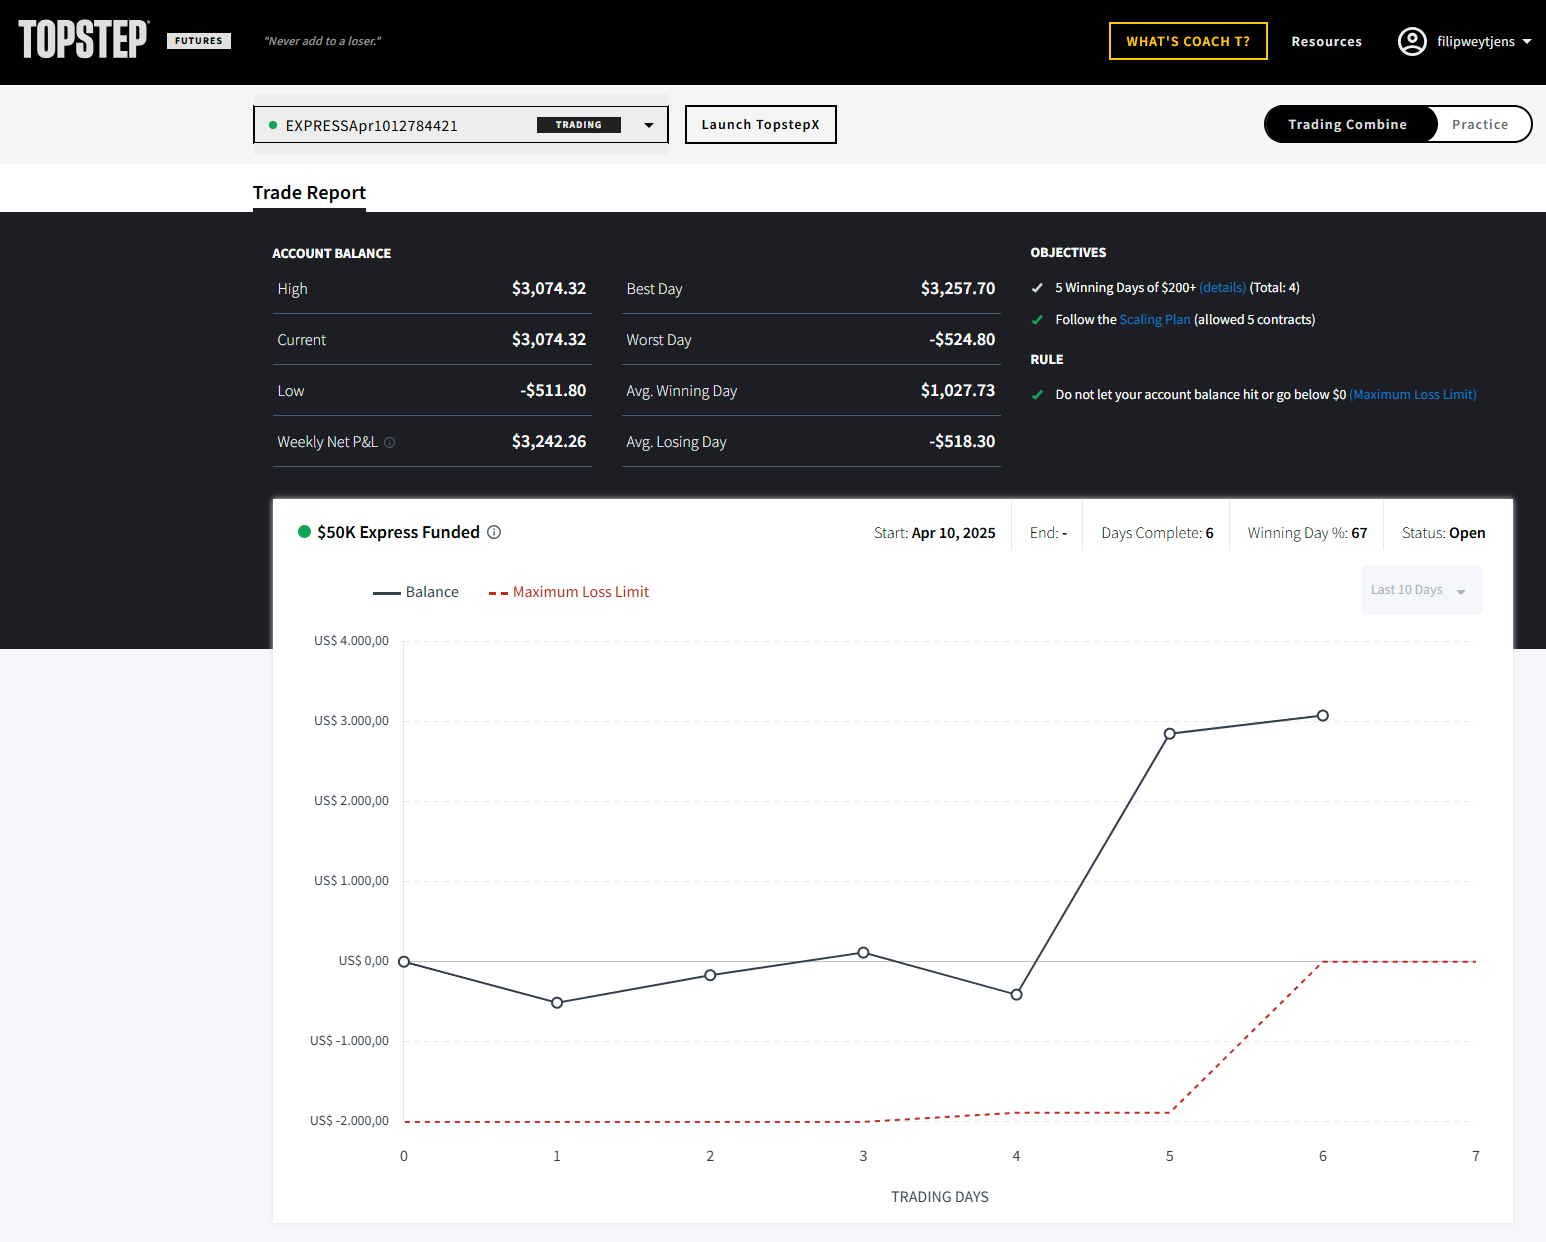 TOPSTEP FUTURES "Never add to a loser." WHAT'S COACH T? Resources filipweytjens
EXPRESSApr1012784421 TRADING Launch TopstepX Trading Combine Practice
Trade Report
ACCOUNT BALANCE
High $3,074.32
Current $3,074.32
Low -$511.80
Weekly Net P&L $3,242.26
Best Day $3,257.70
Worst Day -$524.80
Avg. Winning Day $1,027.73
Avg. Losing Day -$518.30
OBJECTIVES
5 Winning Days of $200+ (details) (Total: 4)
Follow the Scaling Plan (allowed 5 contracts)
RULE
Do not let your account balance hit or go below $0 (Maximum Loss Limit)
$50K Express Funded Start: Apr 10, 2025 End: - Days Complete: 6 Winning Day %: 67 Status: Open
Balance Maximum Loss Limit Last 10 Days
US$ 4.000,00
US$ 3.000,00
US$ 2.000,00
US$ 1.000,00
US$ 0,00
US$ -1.000,00
US$ -2.000,00
0 1 2 3 4 5 6 7
TRADING DAYS